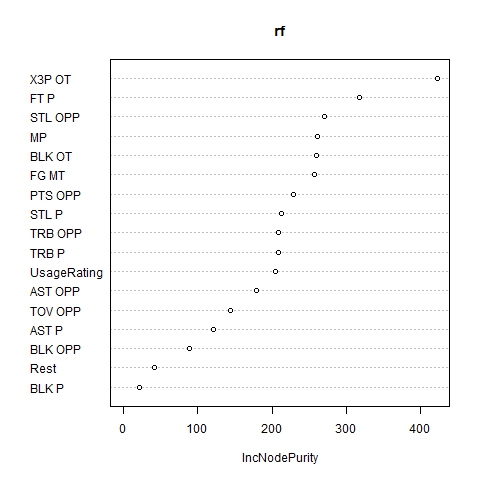 rf
X3P OT
FT P
STL OPP
MP
BLK OT
FG MT
PTS OPP
STL P
TRB OPP
TRB P
UsageRating
AST OPP
TOV OPP
AST P
BLK OPP
Rest
BLK P
0 100 200 300 400
IncNodePurity